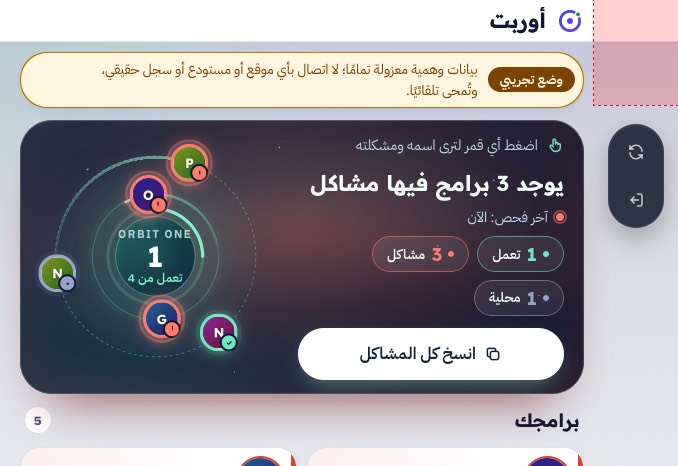 أوربت
وضع تجريبي
بيانات وهمية معزولة تمامًا؛ لا اتصال بأي موقع أو مستودع أو سجل حقيقي،
وتُمحى تلقائيًا.
اضغط أي قمر لترى اسمه ومشكلته
يوجد 3 برامج فيها مشاكل
آخر فحص: الآن
1 تعمل
3 مشاكل
1 محلية
انسخ كل المشاكل
P
O
ORBIT ONE
1
تعمل من 4
N
G
N
برامجك
5